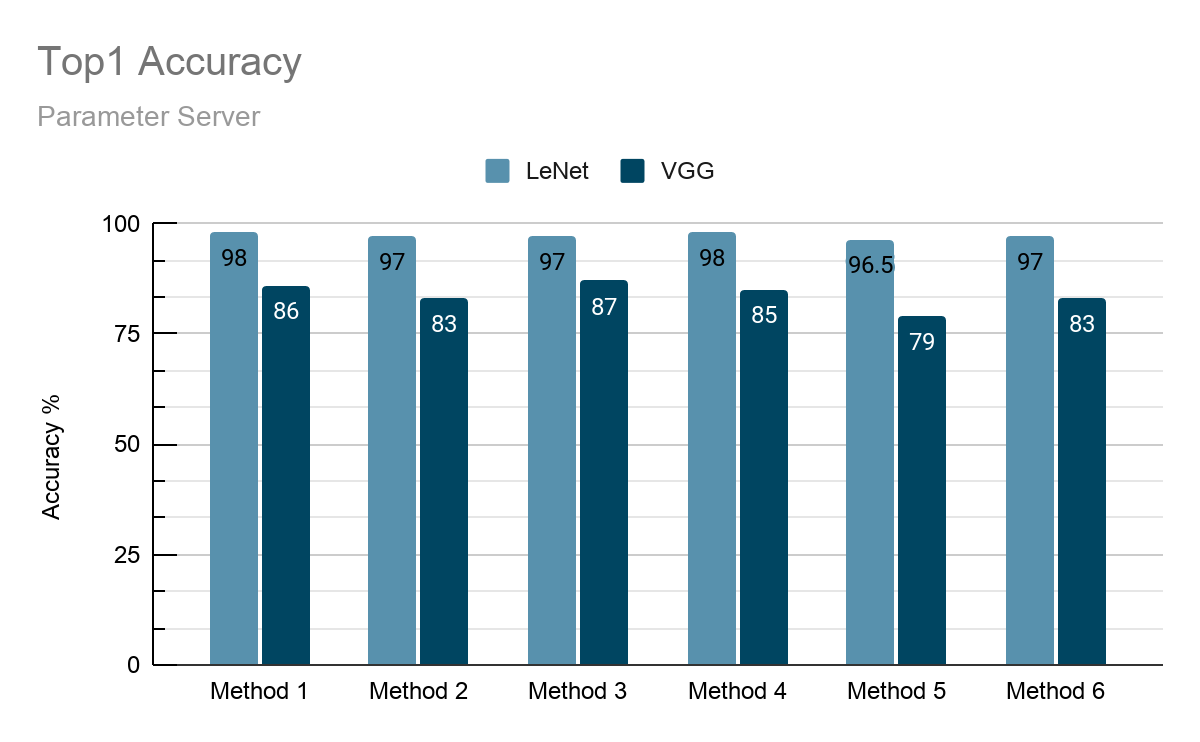 Top1 Accuracy
Parameter Server
LeNet VGG
100
75
50
25
0
Accuracy %
98 86 97 83 97 87 98 85 96.5 79 97 83
Method 1 Method 2 Method 3 Method 4 Method 5 Method 6